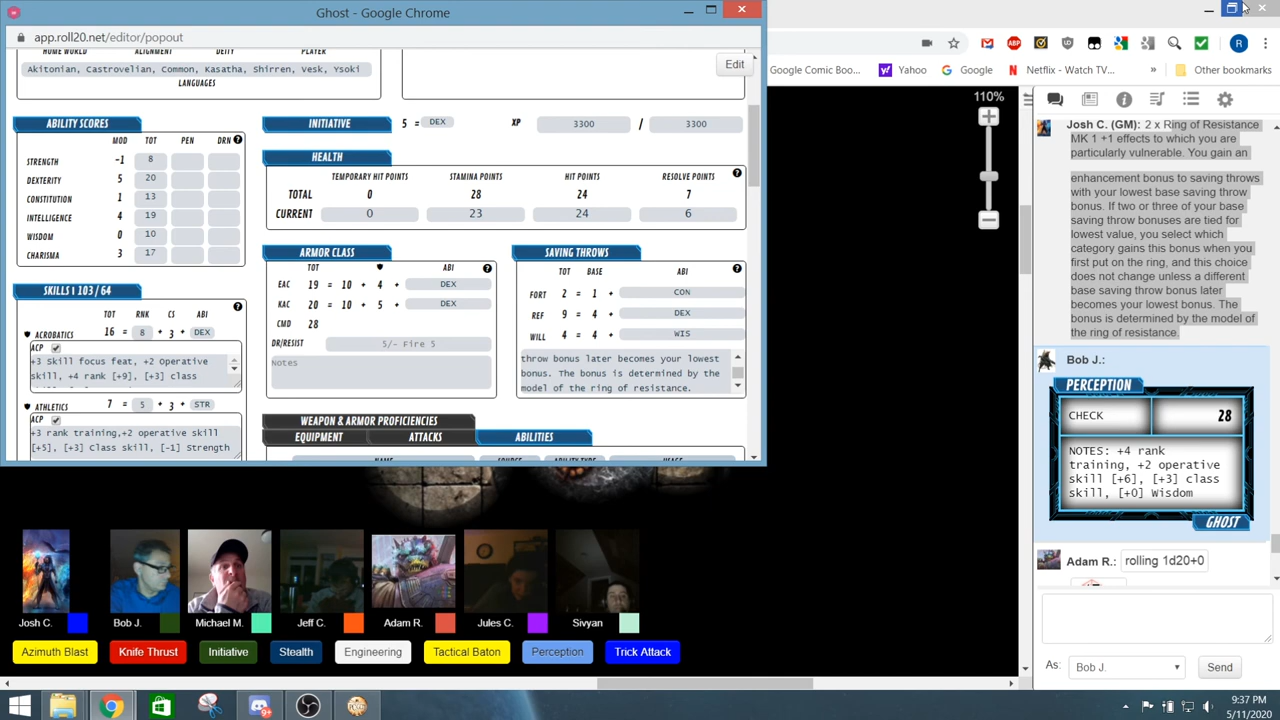 Ghost - Google Chrome
app.roll20.net/editor/popout
HOME WORLD ALIGNMENT DEITY PLAYER
Akitonian, Castrovelian, Common, Kasatha, Shirren, Vesk, Ysoki
LANGUAGES
Edit
ABILITY SCORES
MOD TOT PEN DRN
STRENGTH -1 8
DEXTERITY 5 20
CONSTITUTION 1 13
INTELLIGENCE 4 19
WISDOM 0 10
CHARISMA 3 17
SKILLS 103 / 64
TOT RNK CS ABI
ACROBATICS 16 = 8 + 3 + DEX
ACP
+3 skill focus feat, +2 Operative
skill, +4 rank [+9], [+3] class
ATHLETICS 7 = 5 + 3 + STR
ACP
+3 rank training,+2 operative skill
[+5], [+3] Class skill, [-1] Strength
INITIATIVE 5 = DEX XP 3300 / 3300
HEALTH
TEMPORARY HIT POINTS STAMINA POINTS HIT POINTS RESOLVE POINTS
TOTAL 0 28 24 7
CURRENT 0 23 24 6
ARMOR CLASS
TOT ABI
EAC 19 = 10 + 4 + DEX
KAC 20 = 10 + 5 + DEX
CMD 28
DR/RESIST 5/- Fire 5
Notes
SAVING THROWS
TOT BASE ABI
FORT 2 = 1 + CON
REF 9 = 4 + DEX
WILL 4 = 4 + WIS
throw bonus later becomes your lowest
bonus. The bonus is determined by the
model of the ring of resistance.
WEAPON & ARMOR PROFICIENCIES
EQUIPMENT ATTACKS ABILITIES
NAME SOURCE ABILITY TYPE USAGE
Google Comic Boo... Yahoo Google Netflix - Watch TV... » Other bookmarks
ABP
R
110%
Josh C. (GM): 2 x Ring of Resistance
MK 1 +1 effects to which you are
particularly vulnerable. You gain an
enhancement bonus to saving throws
with your lowest base saving throw
bonus. If two or three of your base
saving throw bonuses are tied for
lowest value, you select which
category gains this bonus when you
first put on the ring, and this choice
does not change unless a different
base saving throw bonus later
becomes your lowest bonus. The
bonus is determined by the model of
the ring of resistance.
Bob J.:
PERCEPTION
CHECK 28
NOTES: +4 rank
training, +2 operative
skill [+6], [+3] class
skill, [+0] Wisdom
GHOST
Adam R.: rolling 1d20+0
As: Bob J. Send
Josh C. Bob J. Michael M. Jeff C. Adam R. Jules C. Sivyan
Azimuth Blast Knife Thrust Initiative Stealth Engineering Tactical Baton Perception Trick Attack
9:37 PM
5/11/2020